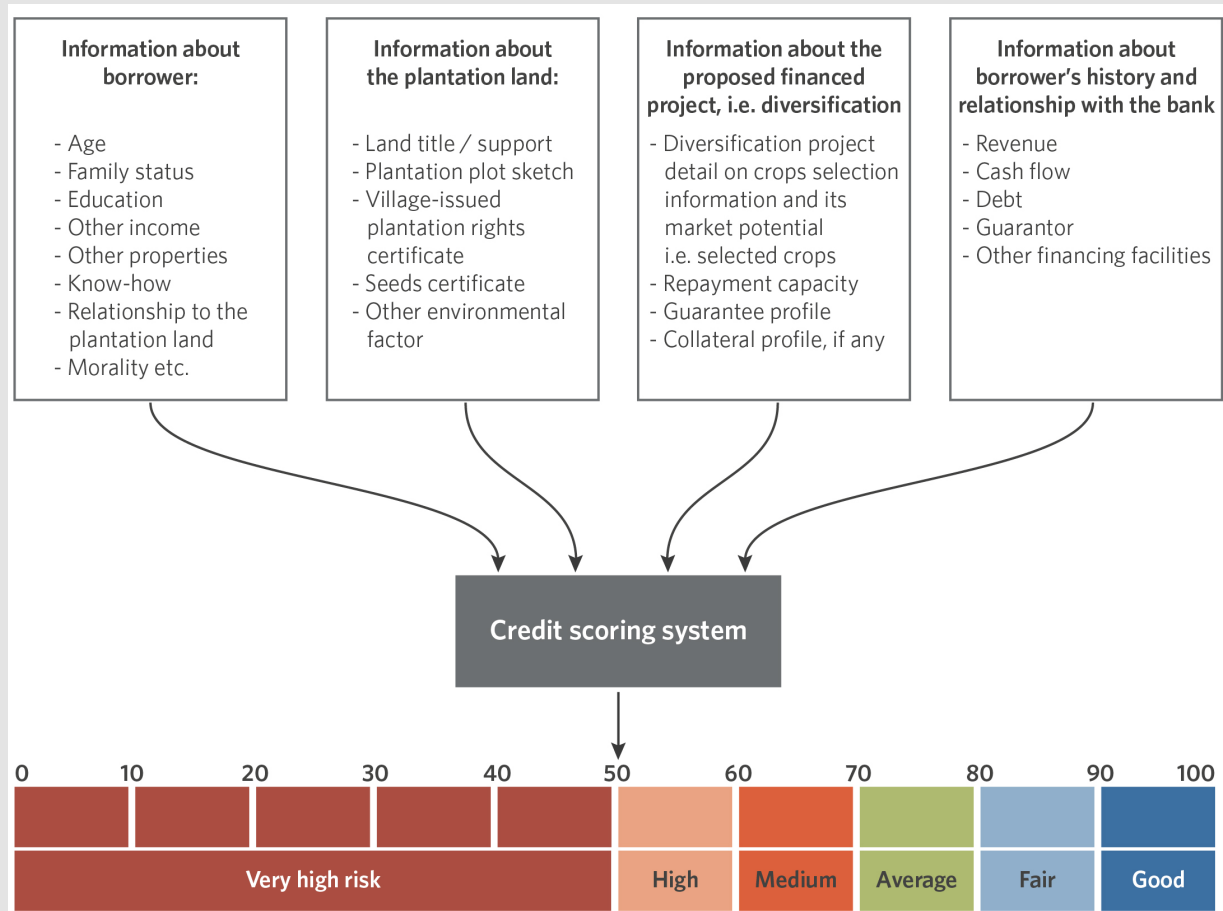 Information about
borrower:
- Age
- Family status
- Education
- Other income
- Other properties
- Know-how
- Relationship to the
plantation land
- Morality etc.
Information about
the plantation land:
- Land title / support
- Plantation plot sketch
- Village-issued
plantation rights
certificate
- Seeds certificate
- Other environmental
factor
Information about the
proposed financed
project, i.e. diversification
- Diversification project
detail on crops selection
information and its
market potential
i.e. selected crops
- Repayment capacity
- Guarantee profile
- Collateral profile, if any
Information about
borrower’s history and
relationship with the bank
- Revenue
- Cash flow
- Debt
- Guarantor
- Other financing facilities
Credit scoring system
0 10 20 30 40 50 60 70 80 90 100
Very high risk High Medium Average Fair Good